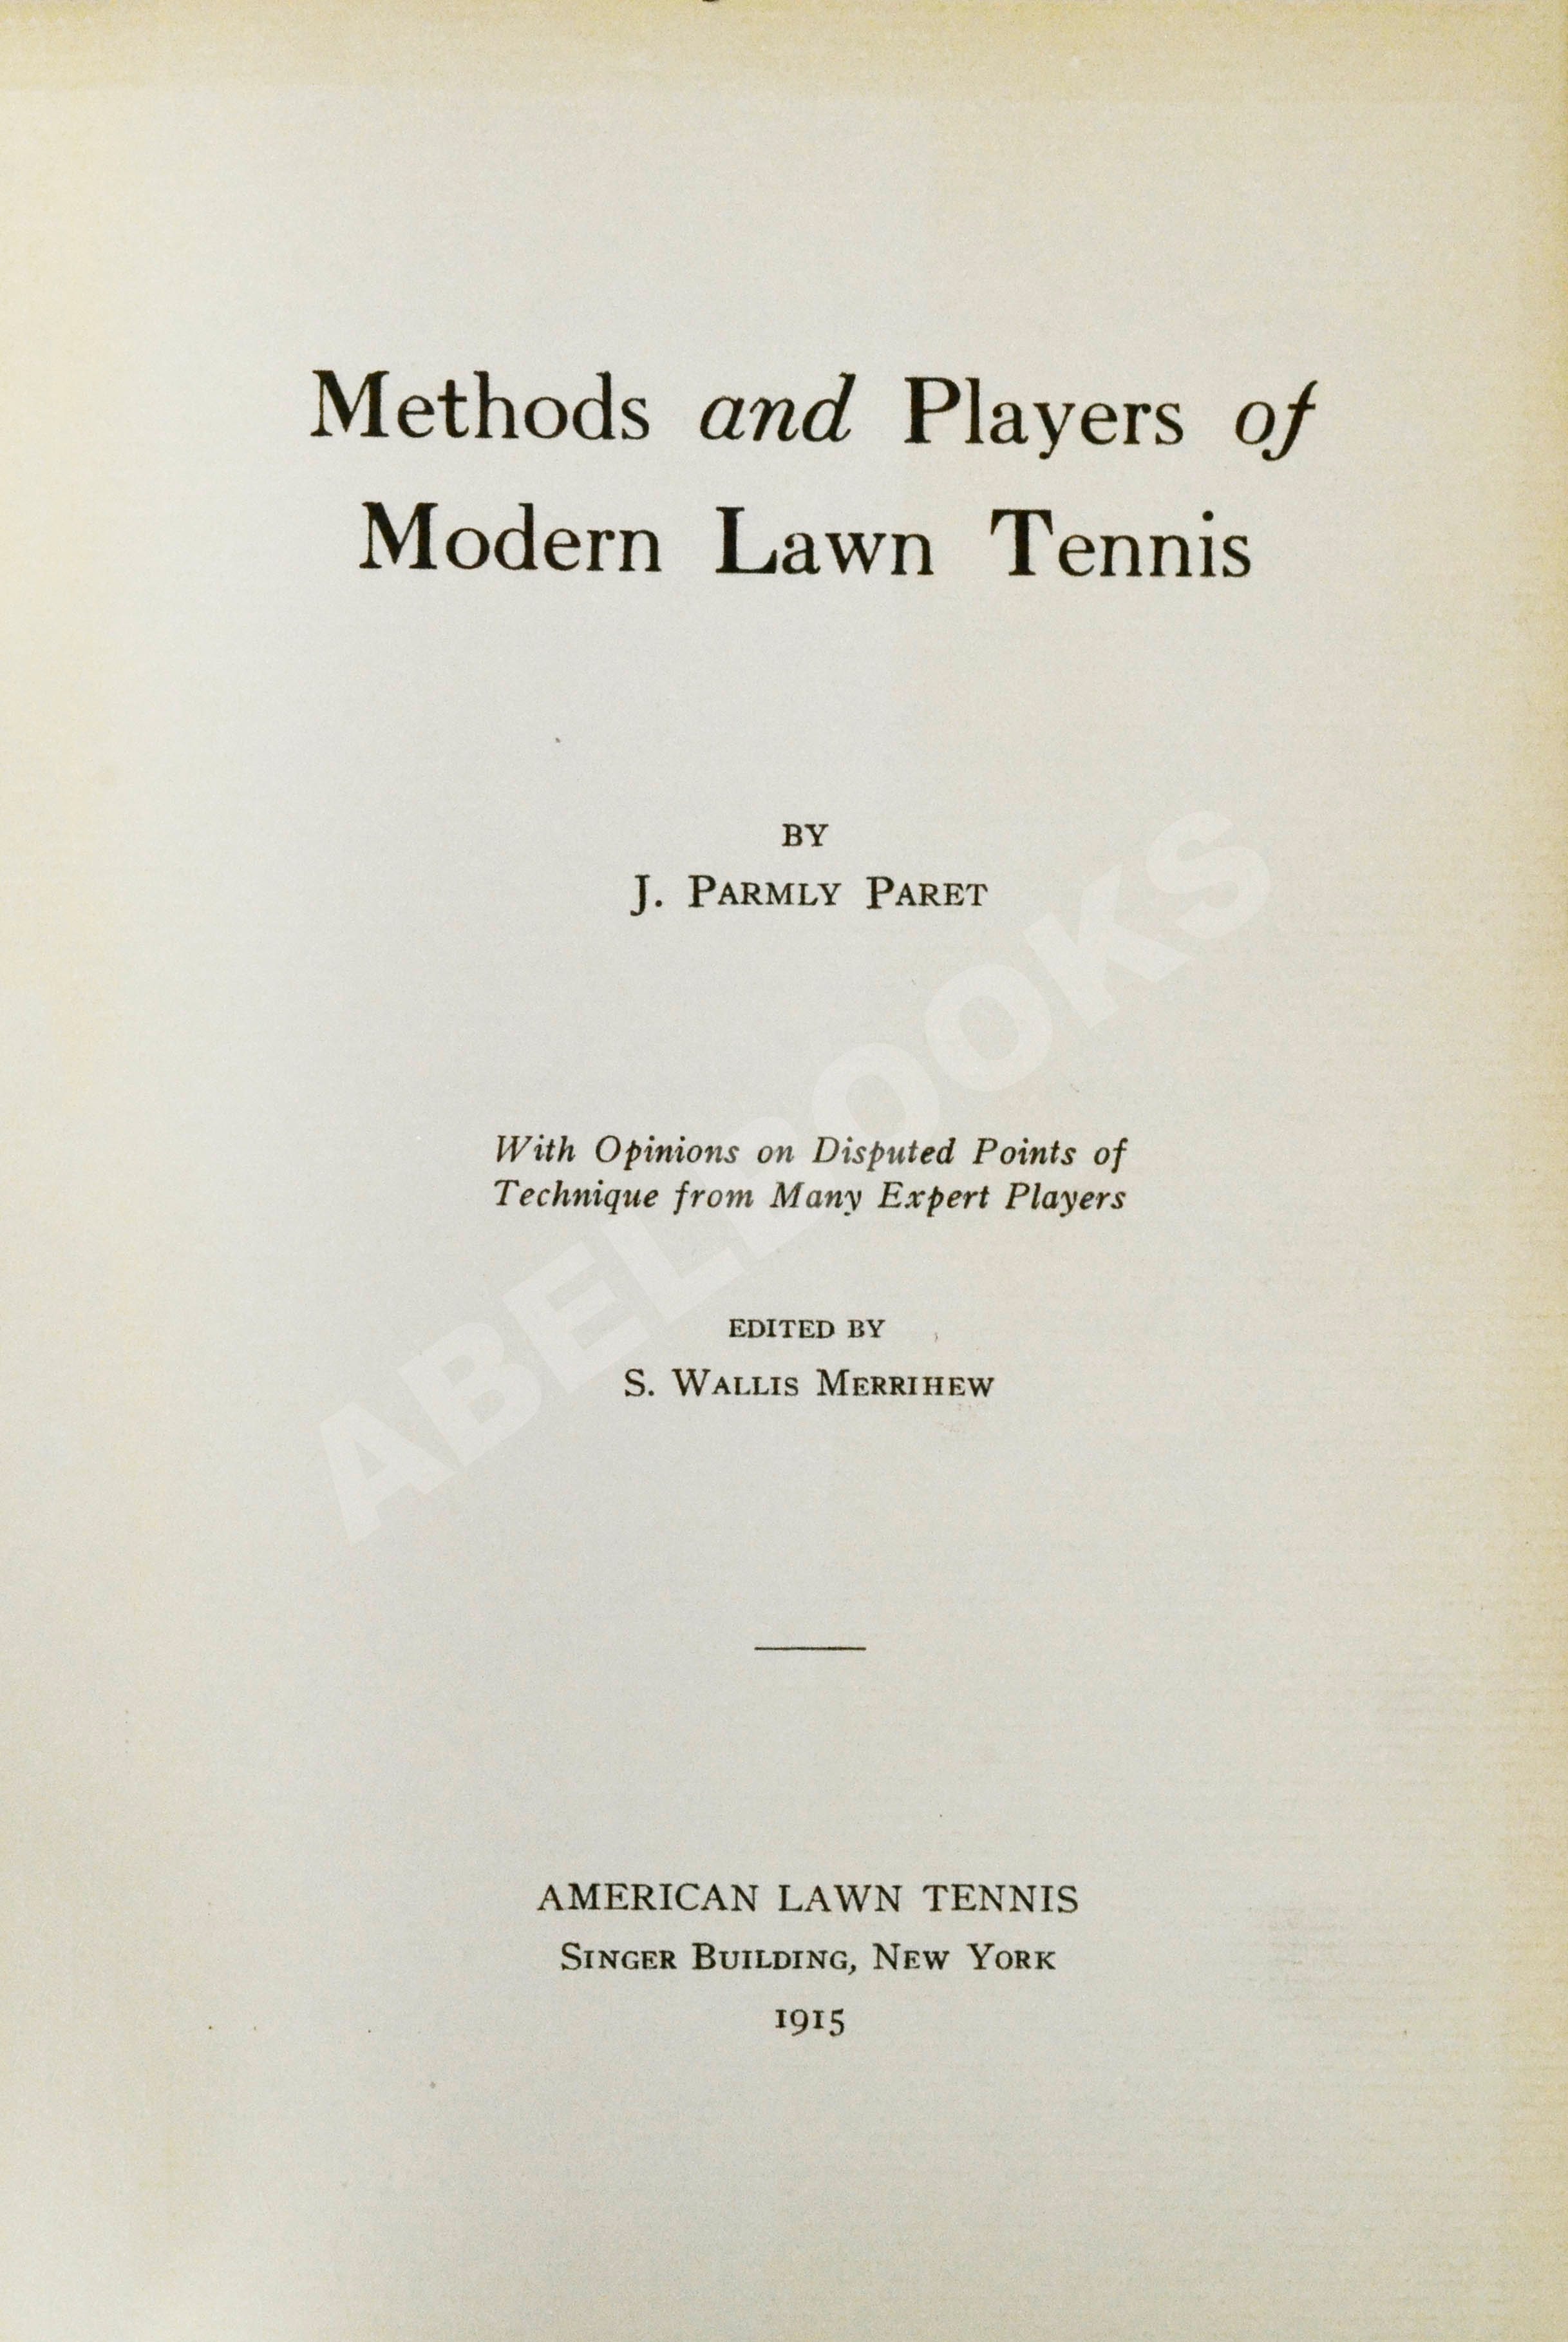 Methods and Players of
Modern Lawn Tennis
BY
J. PARMLY PARET
With Opinions on Disputed Points of
Technique from Many Expert Players
EDITED BY
S. WALLIS MERRIHEW
AMERICAN LAWN TENNIS
SINGER BUILDING, NEW YORK
1915
ABELBOOKS